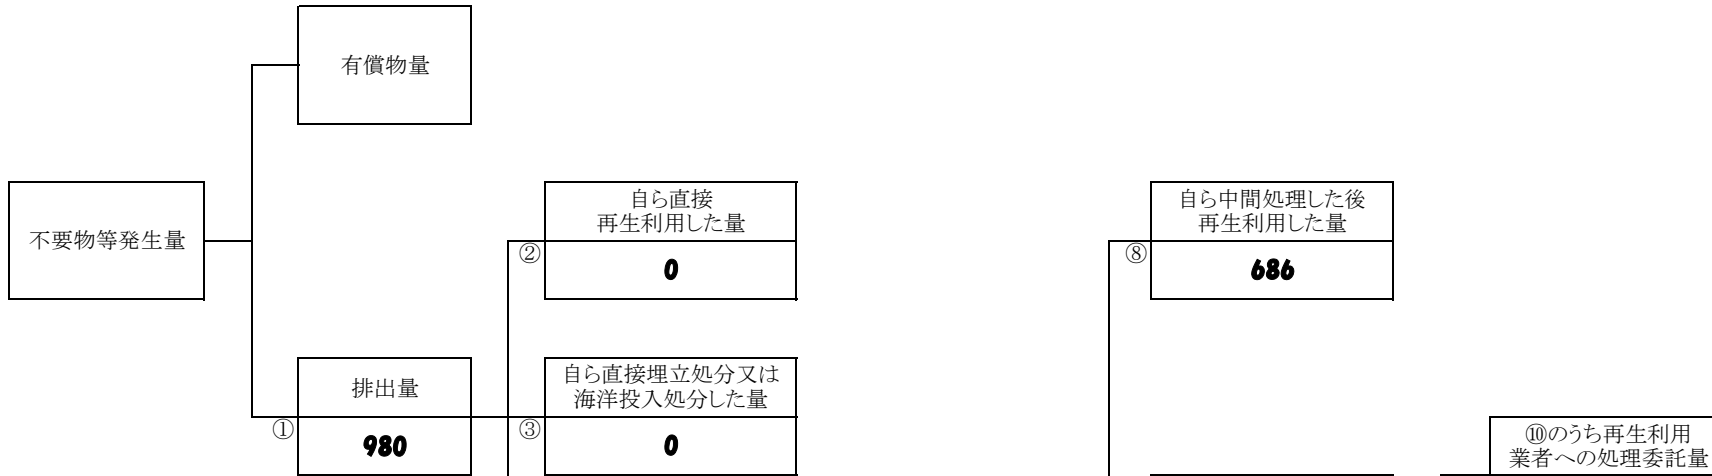 有償物量
不要物等発生量
自ら直接
再生利用した量
②
0
自ら中間処理した後
再生利用した量
⑧
686
排出量
①
980
自ら直接埋立処分又は
海洋投入処分した量
③
0
⑩のうち再生利用
業者への処理委託量